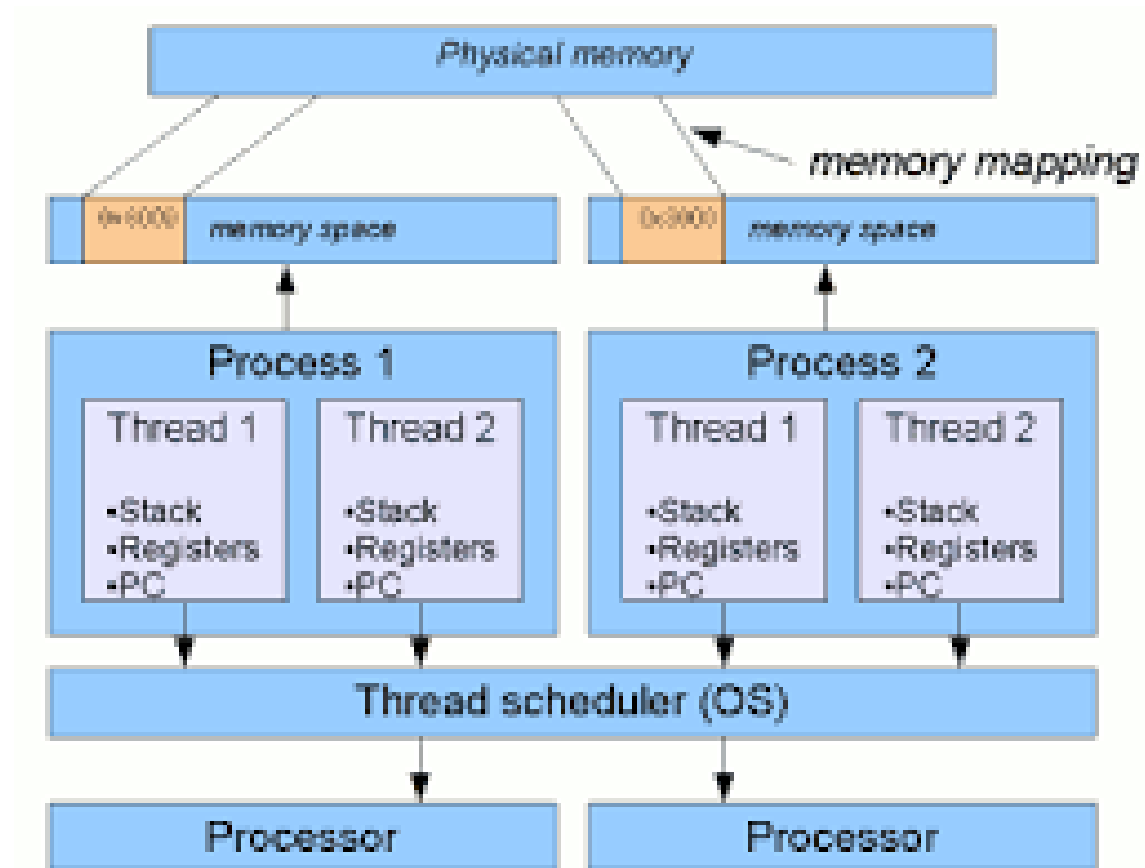 Physical memory
memory mapping
memory space
memory space
Process 1
Process 2
Thread 1
Thread 2
Thread 1
Thread 2
•Stack
•Stack
•Stack
•Stack
•Registers
•Registers
•Registers
•Registers
•PC
•PC
•PC
•PC
Thread scheduler (OS)
Processor
Processor